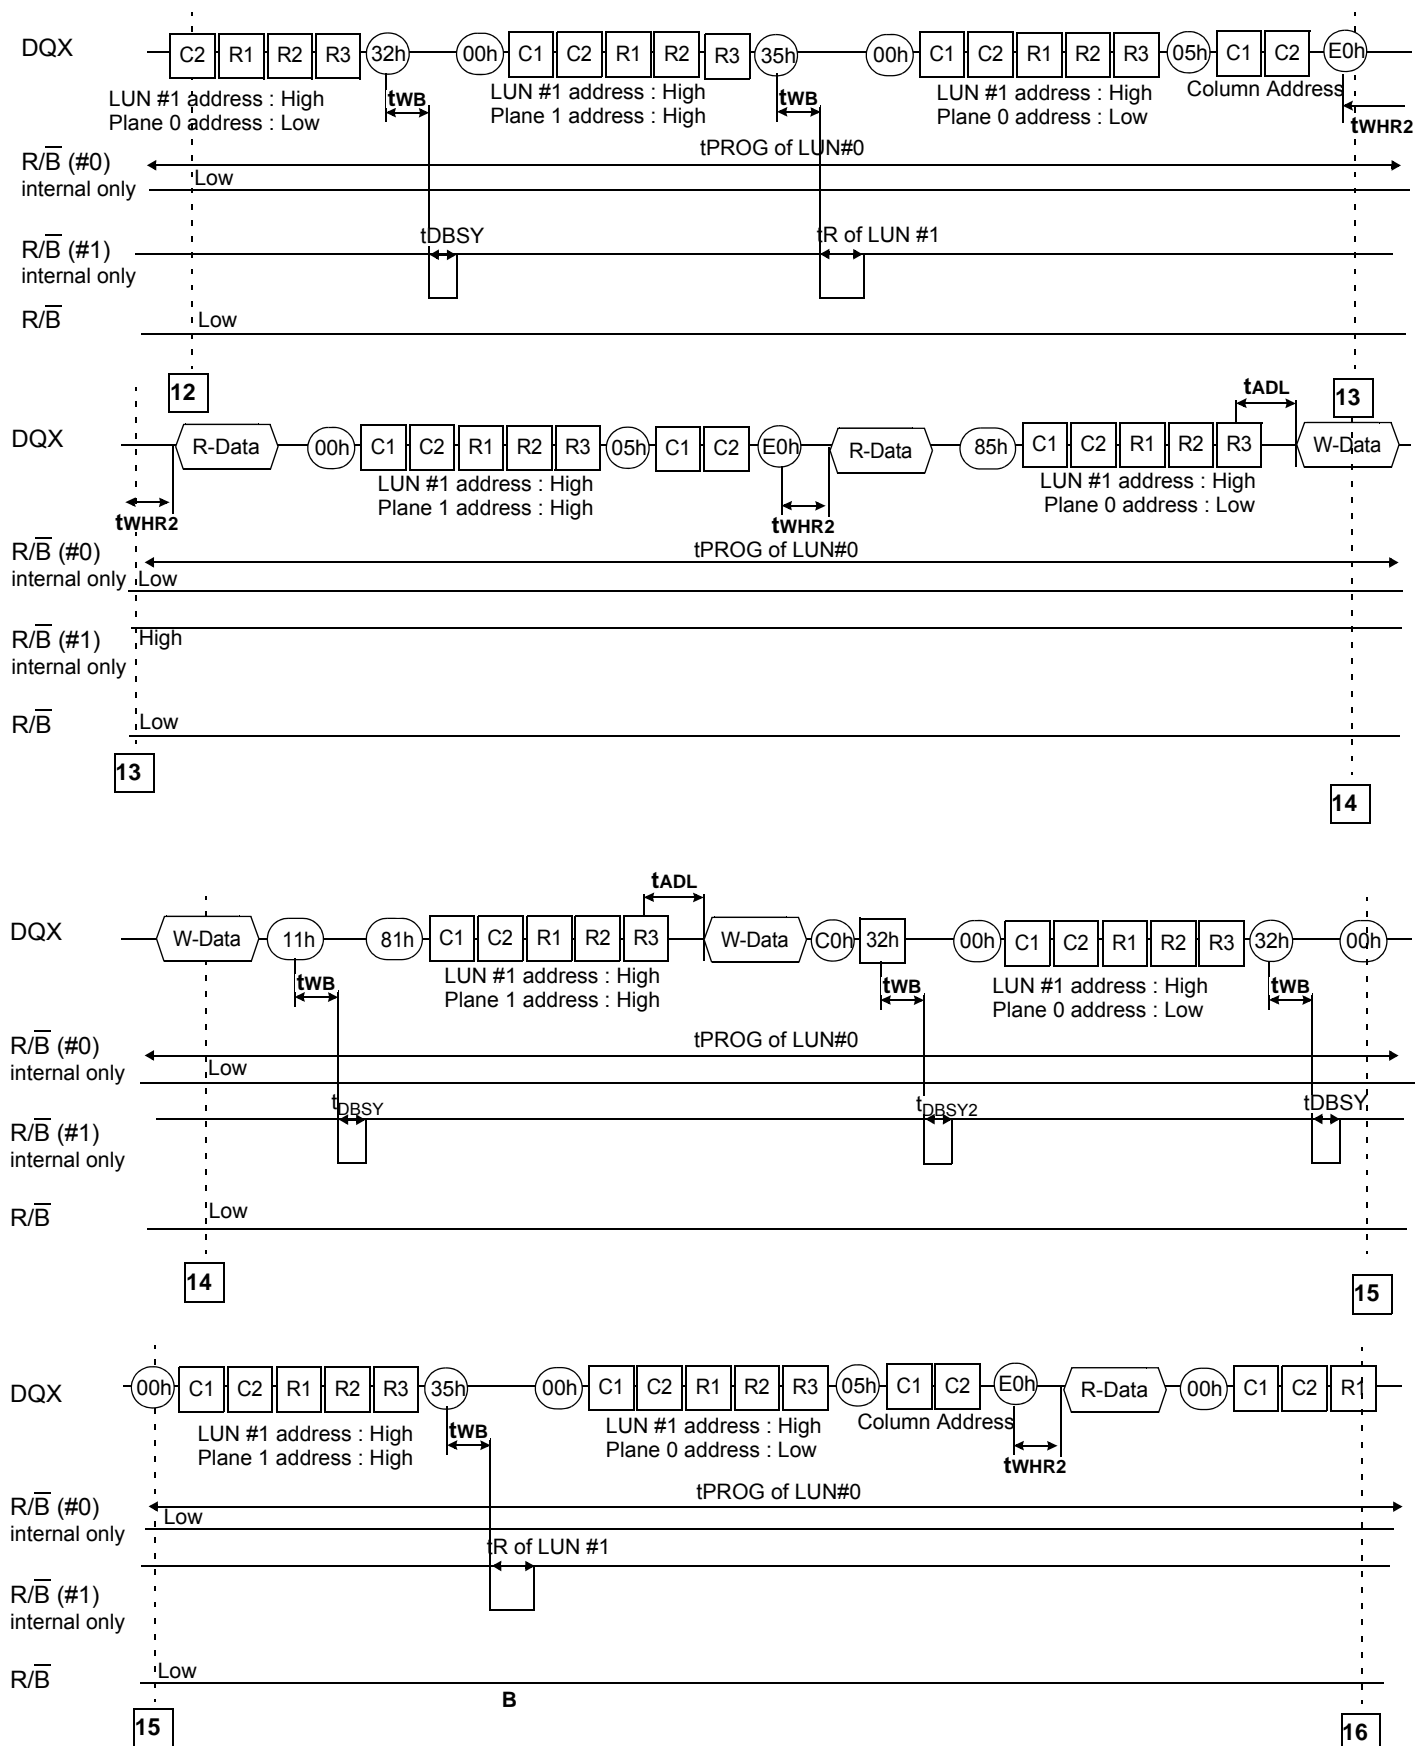 DQX C2 R1 R2 R3 32h 00h C1 C2 R1 R2 R3 35h 00h C1 C2 R1 R2 R3 05h C1 C2 E0h
LUN #1 address : High
Plane 0 address : Low
tWB
LUN #1 address : High
Plane 1 address : High
tWB
LUN #1 address : High
Plane 0 address : Low
Column Address
tWHR2
R/B (#0)
internal only
tPROG of LUN#0
Low
R/B (#1)
internal only
tDBSY
tR of LUN #1
R/B
Low
12
13
tADL
DQX R-Data 00h C1 C2 R1 R2 R3 05h C1 C2 E0h R-Data 85h C1 C2 R1 R2 R3 W-Data
tWHR2
LUN #1 address : High
Plane 1 address : High
tWHR2
LUN #1 address : High
Plane 0 address : Low
R/B (#0)
internal only
tPROG of LUN#0
Low
R/B (#1)
internal only
High
R/B
Low
13
14
tADL
DQX W-Data 11h 81h C1 C2 R1 R2 R3 W-Data C0h 32h 00h C1 C2 R1 R2 R3 32h 00h
tWB
LUN #1 address : High
Plane 1 address : High
tWB
LUN #1 address : High
Plane 0 address : Low
tWB
R/B (#0)
internal only
tPROG of LUN#0
Low
R/B (#1)
internal only
tDBSY
tDBSY2
tDBSY
R/B
Low
14
15
DQX 00h C1 C2 R1 R2 R3 35h 00h C1 C2 R1 R2 R3 05h C1 C2 E0h R-Data 00h C1 C2 R1
LUN #1 address : High
Plane 1 address : High
tWB
LUN #1 address : High
Plane 0 address : Low
Column Address
tWHR2
R/B (#0)
internal only
tPROG of LUN#0
Low
tR of LUN #1
R/B (#1)
internal only
R/B
Low
B
15
16